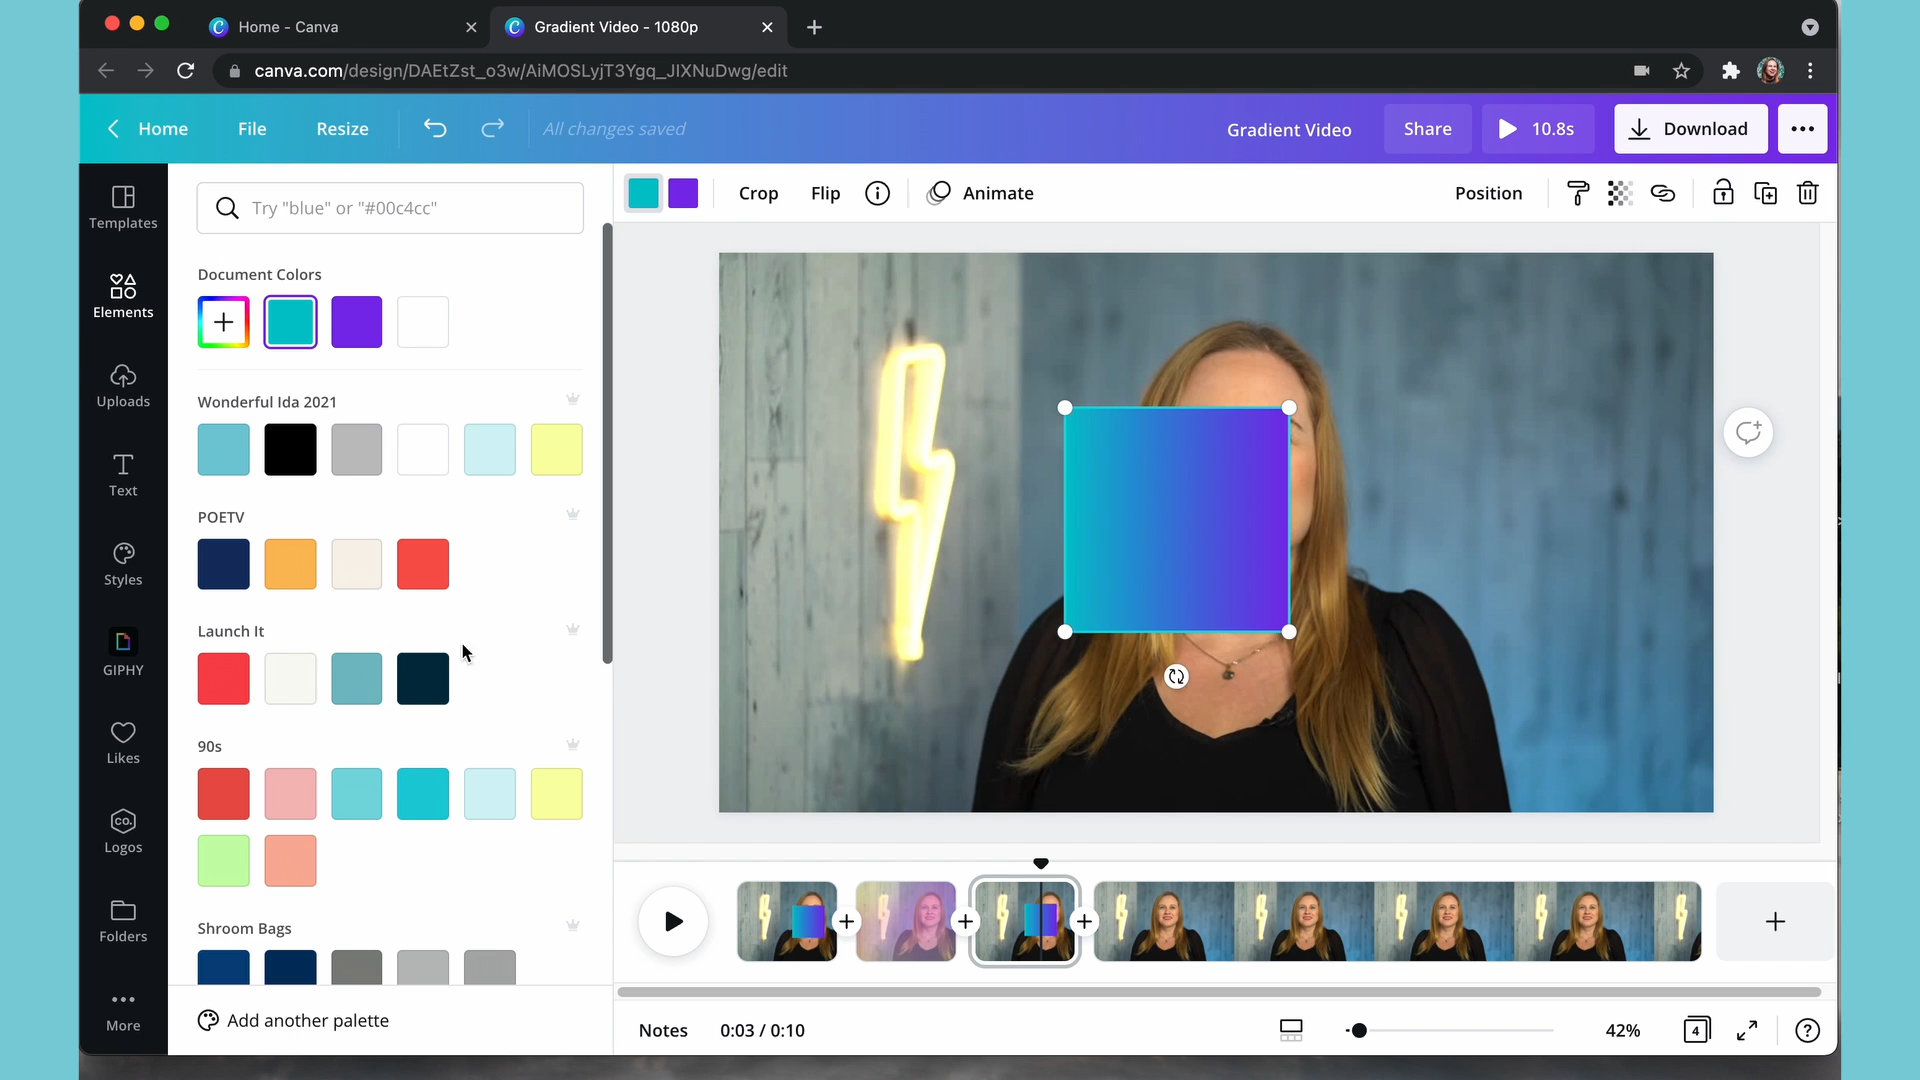 Home - Canva
Gradient Video - 1080p
canva.com/design/DAEtZst_o3w/AiMOSLyjT3Ygq_JIXNuDwg/edit
Home
File
Resize
All changes saved
Gradient Video
Share
10.8s
Download
Templates
Elements
Uploads
Text
Styles
GIPHY
Likes
CO.
Logos
Folders
More
Try "blue" or "#00c4cc"
Document Colors
Wonderful Ida 2021
POETV
Launch It
90s
Shroom Bags
Add another palette
Crop
Flip
Animate
Position
Notes
0:03 / 0:10
42%
4